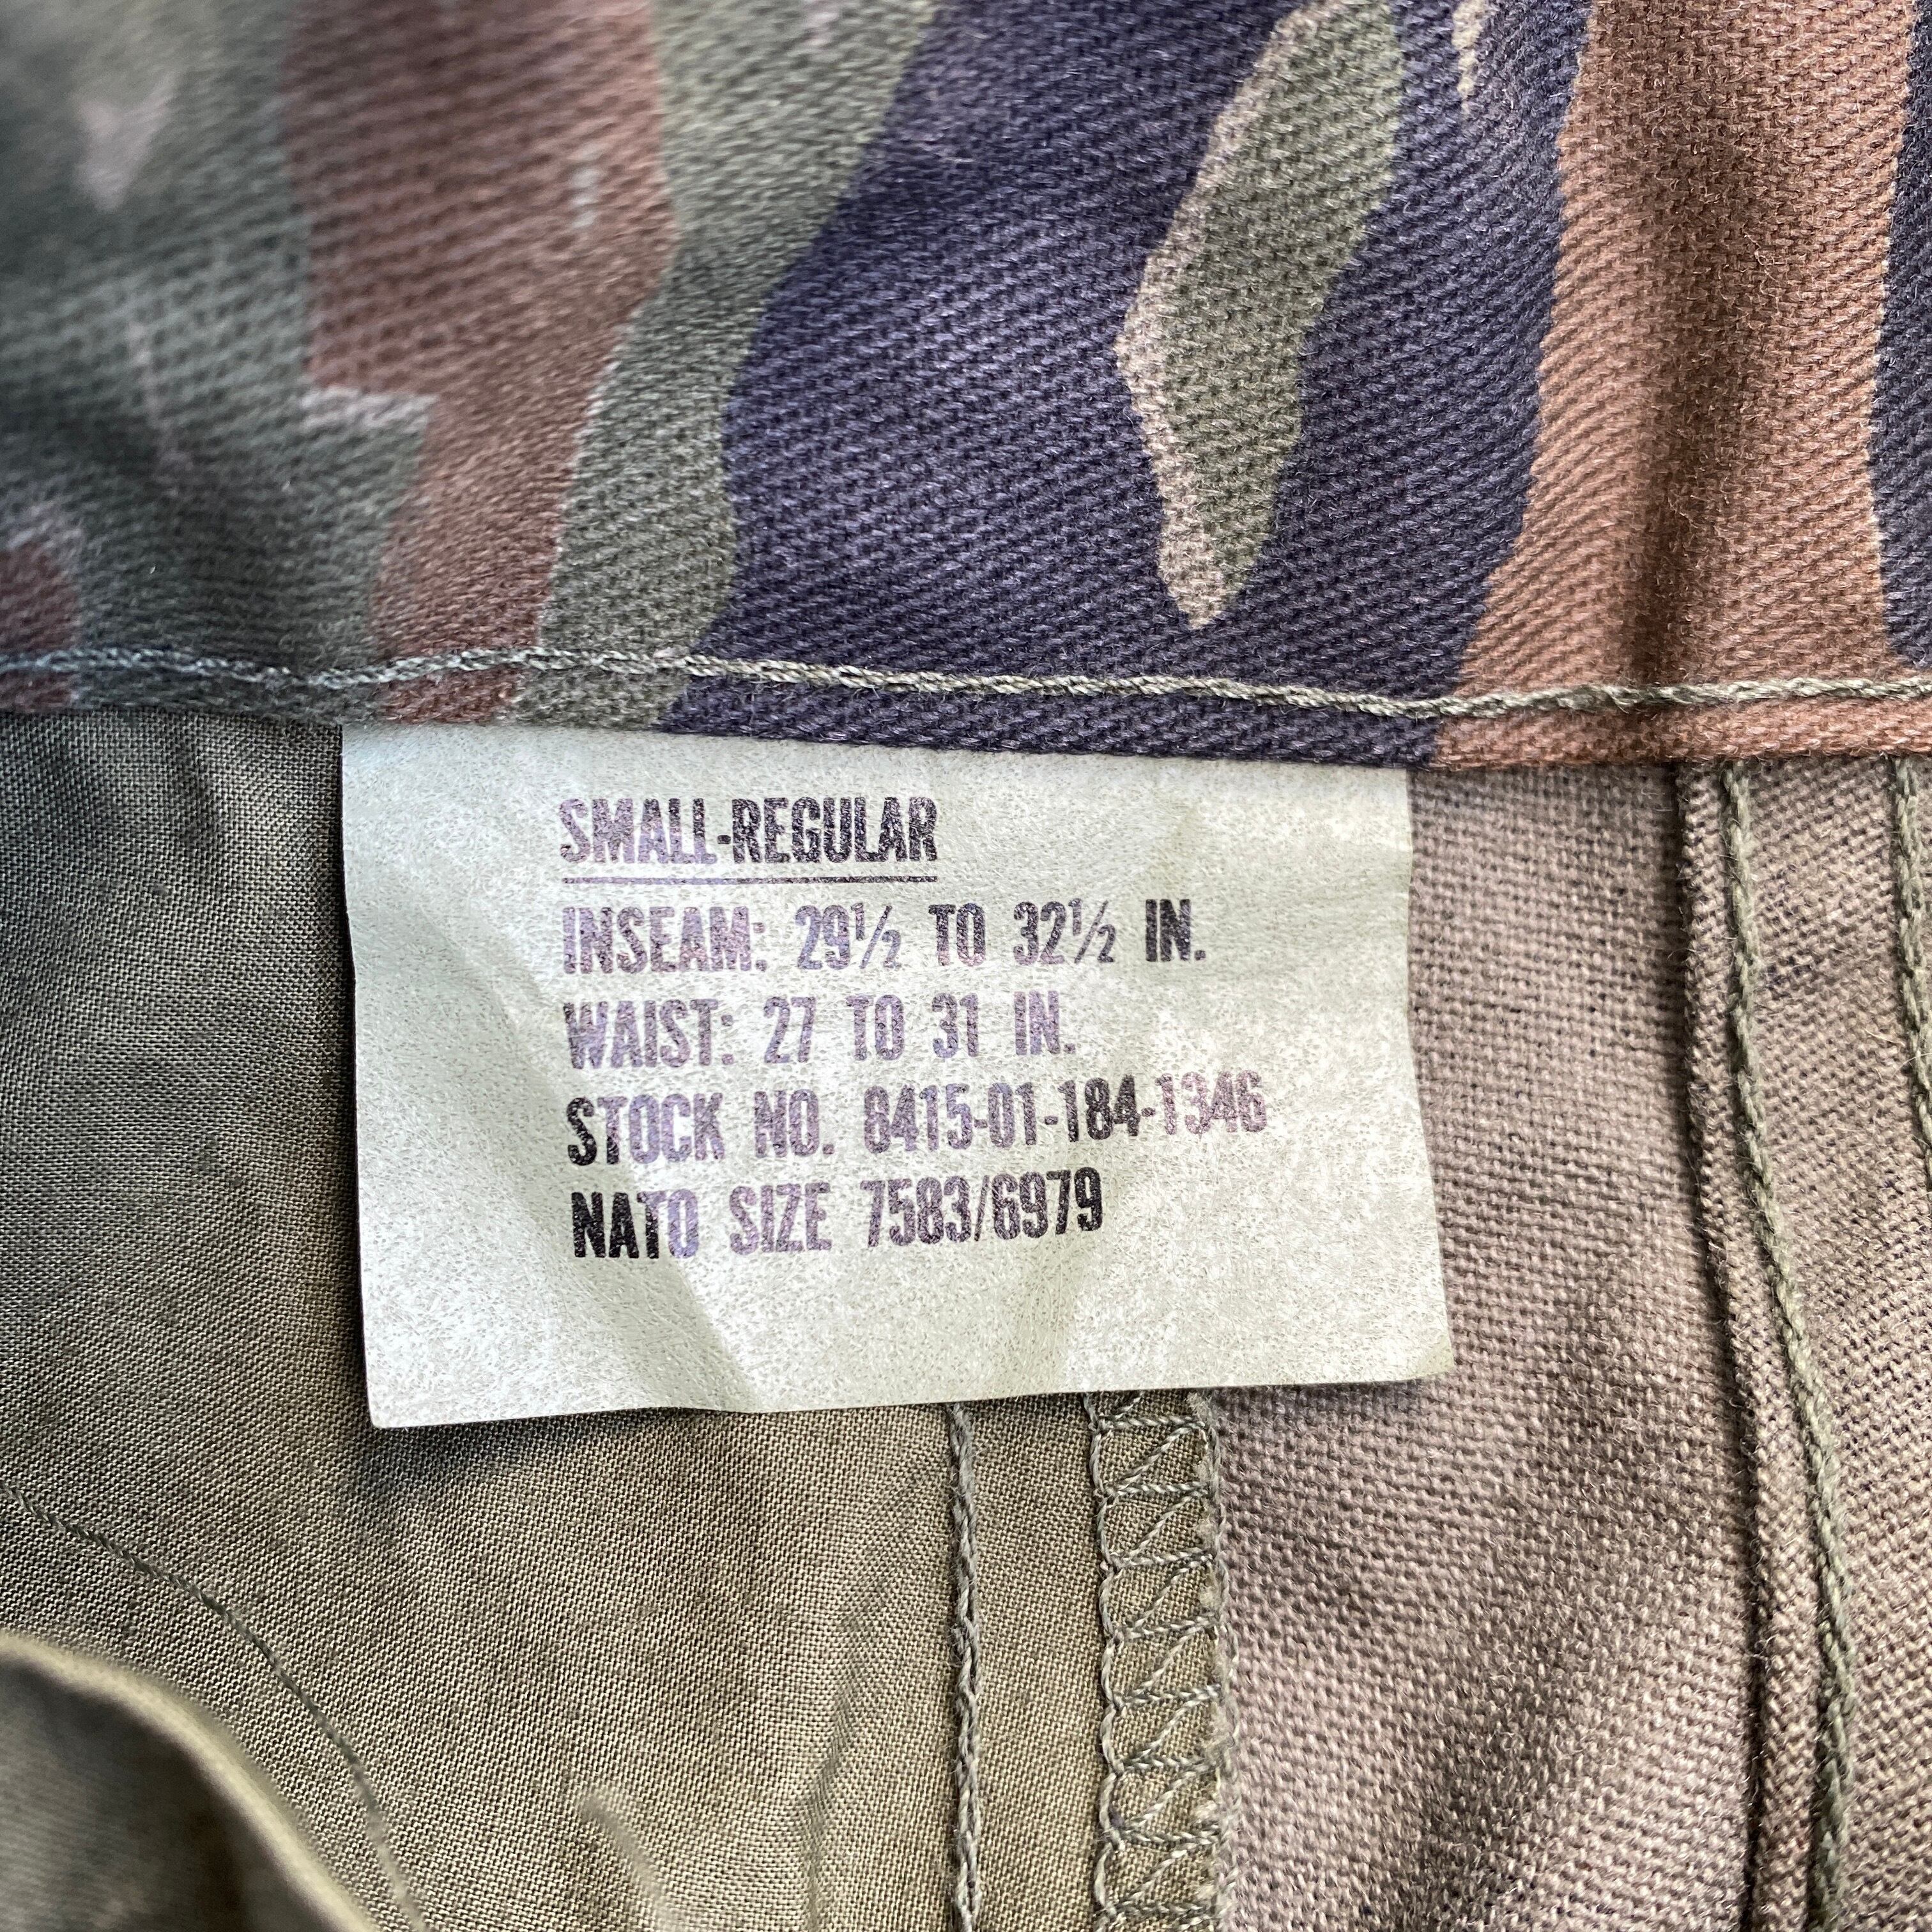 SMALL-REGULAR
INSEAM: 29½ TO 32½ IN.
WAIST: 27 TO 31 IN.
STOCK NO. 8415-01-184-1346
NATO SIZE 7583/6979